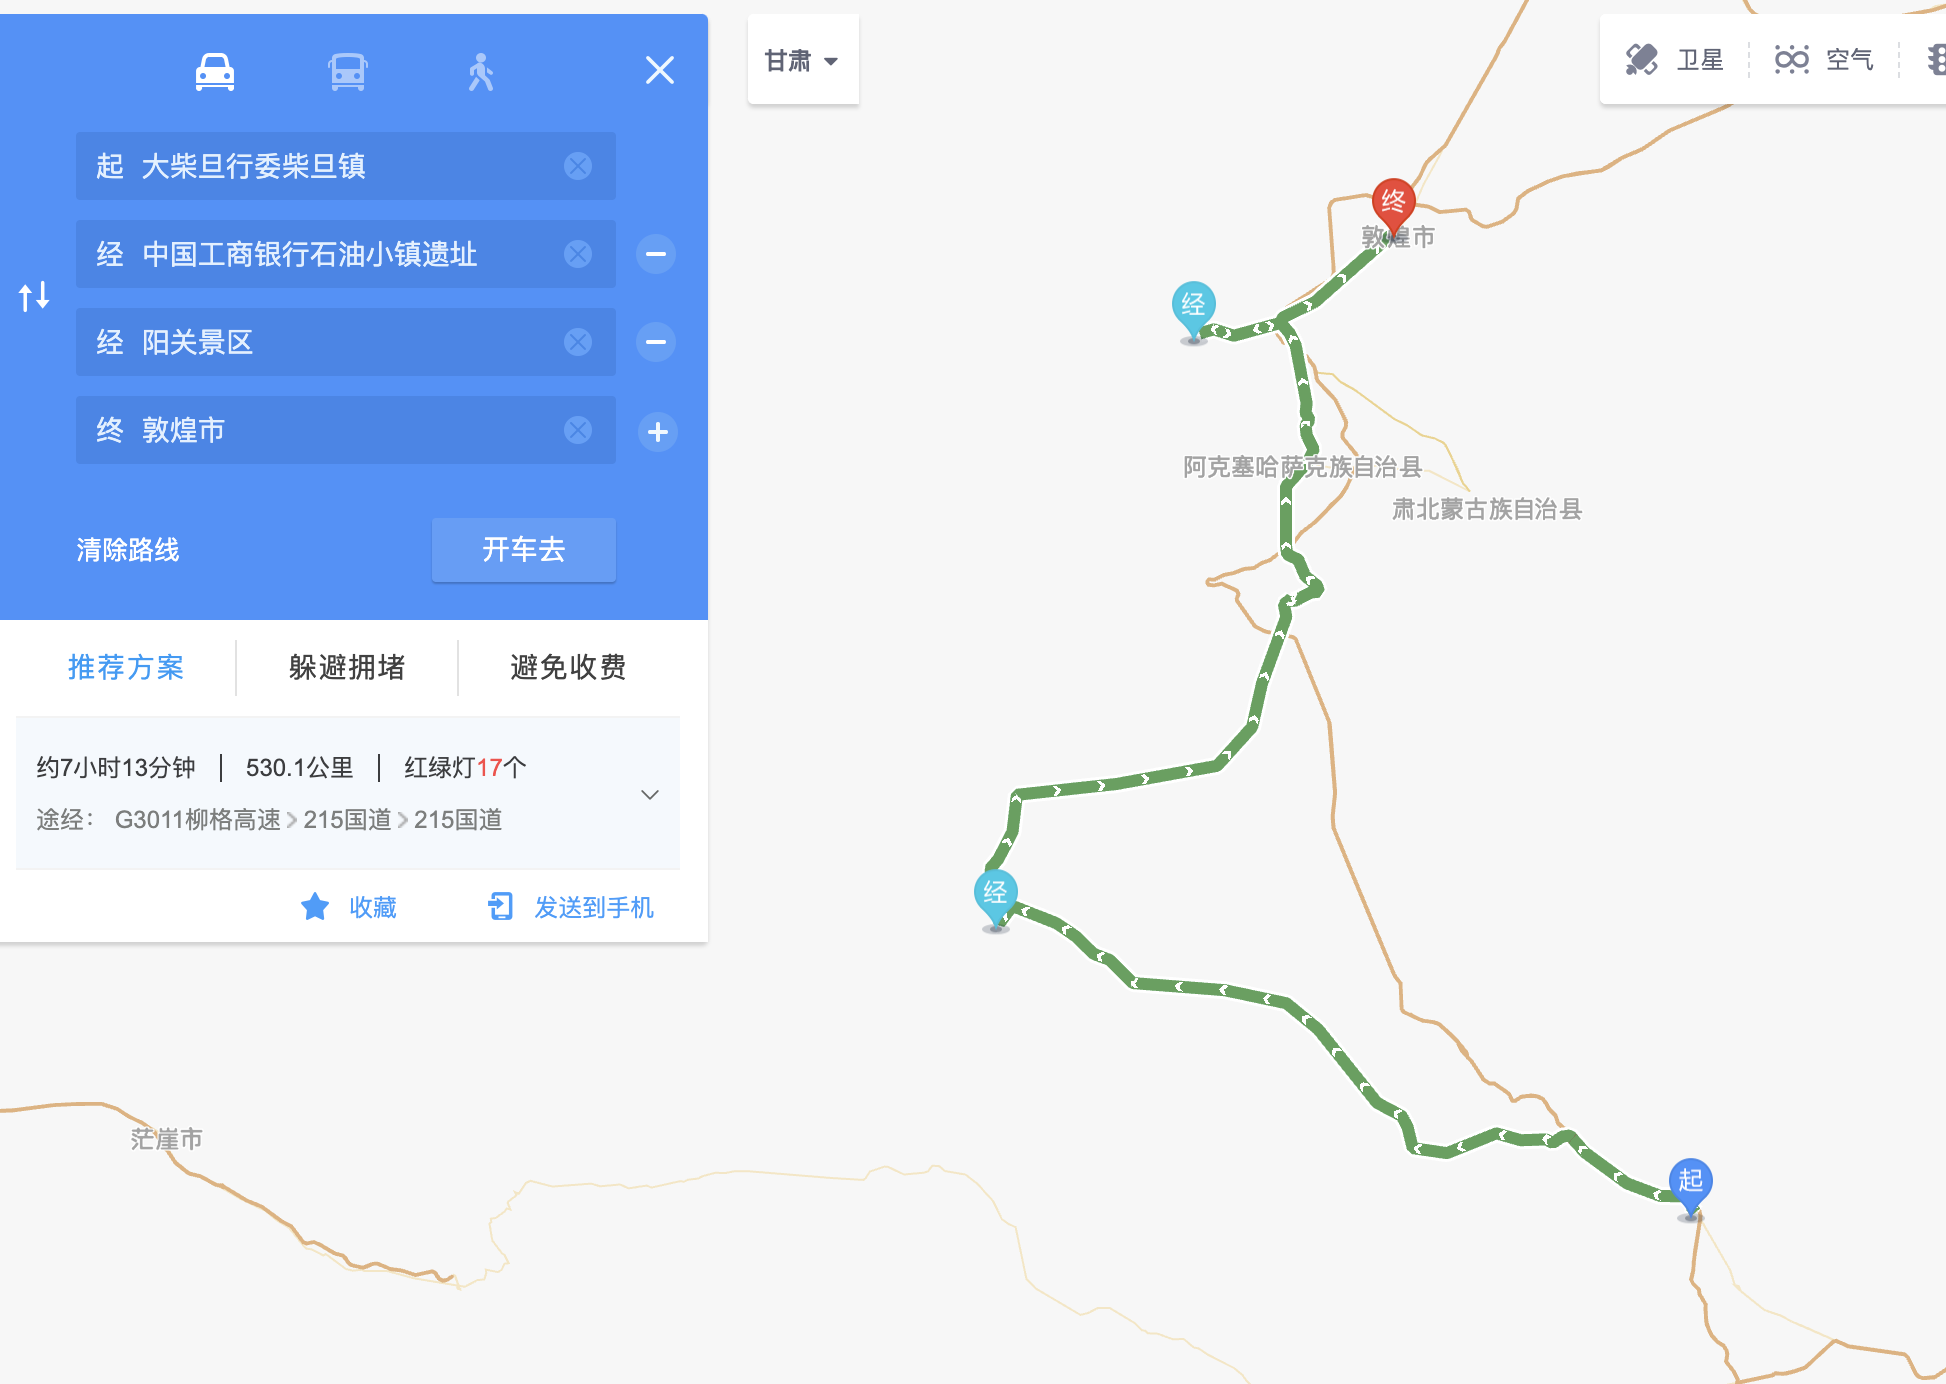 起 大柴旦行委柴旦镇
经 中国工商银行石油小镇遗址
经 阳关景区
终 敦煌市
清除路线
开车去
推荐方案
躲避拥堵
避免收费
约7小时13分钟 | 530.1公里 | 红绿灯17个
途经： G3011柳格高速 > 215国道 > 215国道
收藏
发送到手机
甘肃
卫星
空气
终
敦煌市
经
阿克塞哈萨克族自治县
肃北蒙古族自治县
经
茫崖市
起